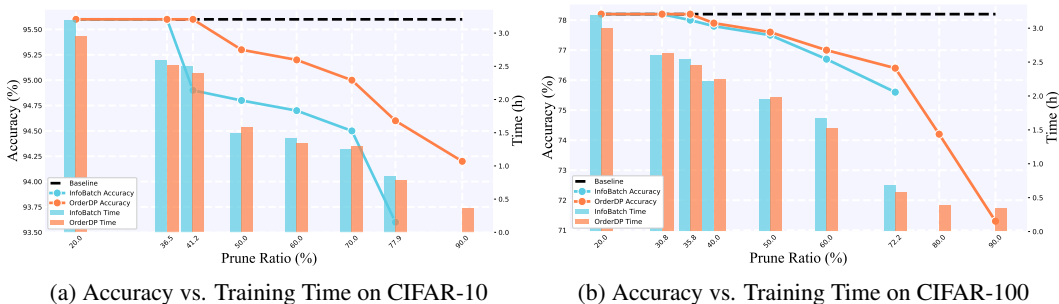 95.50
95.25
95.00
94.75
94.50
94.25
94.00
93.75
93.50
Accuracy (%)
3.0
2.5
2.0
1.5
1.0
0.5
0.0
Time (h)
Baseline
InfoBatch Accuracy
OrderDP Accuracy
InfoBatch Time
OrderDP Time
20.0 36.5 41.2 50.0 60.0 70.0 77.9 90.0
Prune Ratio (%)
(a) Accuracy vs. Training Time on CIFAR-10
78
77
76
75
74
73
72
71
Accuracy (%)
3.0
2.5
2.0
1.5
1.0
0.5
0.0
Time (h)
Baseline
InfoBatch Accuracy
OrderDP Accuracy
InfoBatch Time
OrderDP Time
20.0 30.8 35.8 40.0 50.0 60.0 72.2 80.0 90.0
Prune Ratio (%)
(b) Accuracy vs. Training Time on CIFAR-100